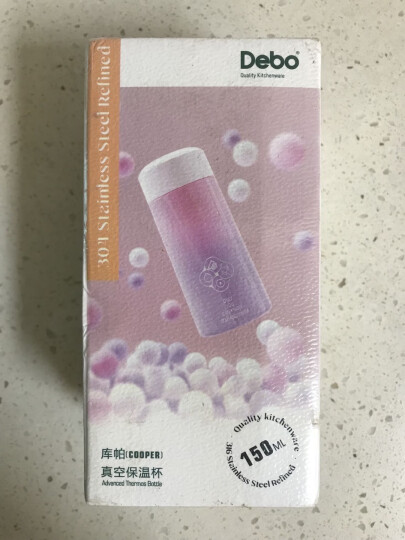 Debo
Quality Kitchenware
304 Stainless Steel Refined
库帕(COOPER)
真空保温杯
Advanced Thermos Bottle
Quality kitchenware
150ML
316 Stainless Steel Refined